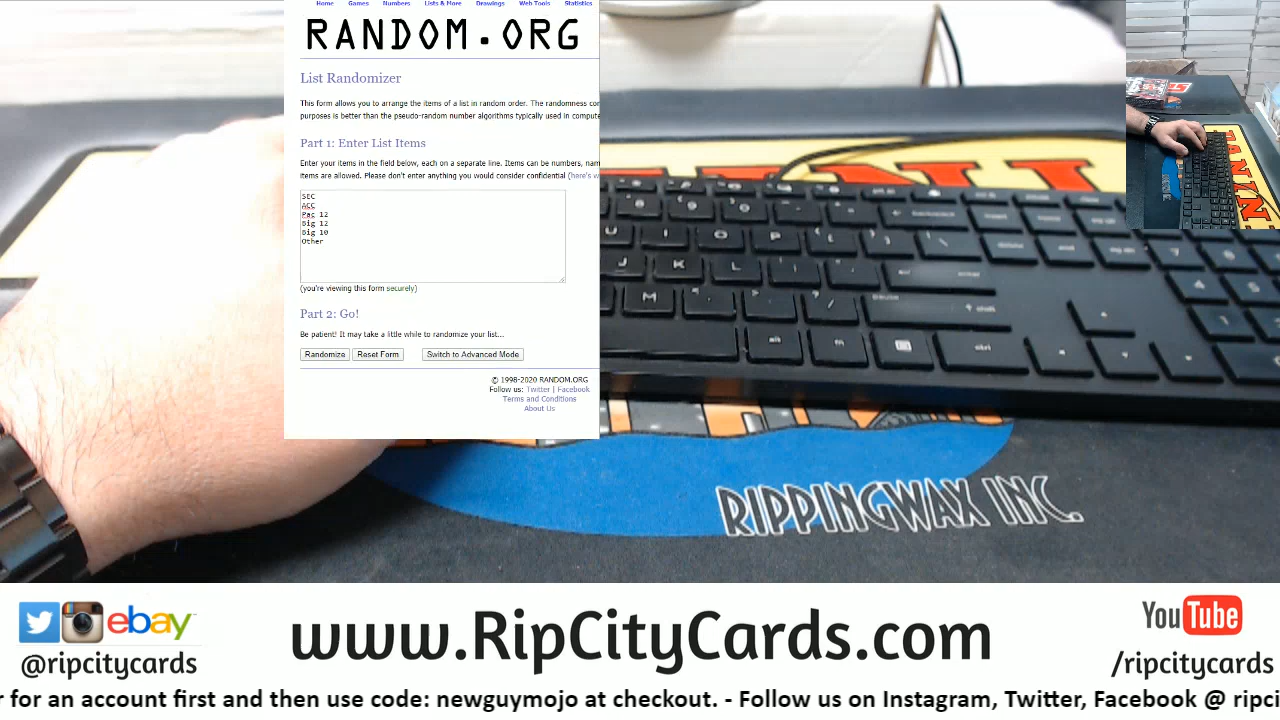 Home Games Numbers Lists & More Drawings Web Tools Statistics
RANDOM.ORG
List Randomizer
This form allows you to arrange the items of a list in random order. The randomness
purposes is better than the pseudo-random number algorithms typically used in
Part 1: Enter List Items
Enter your items in the field below, each on a separate line. Items can be numbers,
items are allowed. Please don't enter anything you would consider confidential (here's
SEC
ACC
Pac 12
Big 12
Big 10
Other
(you're viewing this form securely)
Part 2: Go!
Be patient! It may take a little while to randomize your list...
Randomize Reset Form Switch to Advanced Mode
© 1998-2020 RANDOM.ORG
Follow us: Twitter | Facebook
Terms and Conditions
About Us
U I O P
J K L
M
alt fn ctrl
RIPPINGWAX INC.
ebay
@ripcitycards
www.RipCityCards.com
YouTube
/ripcitycards
for an account first and then use code: newguymojo at checkout. - Follow us on Instagram, Twitter, Facebook @